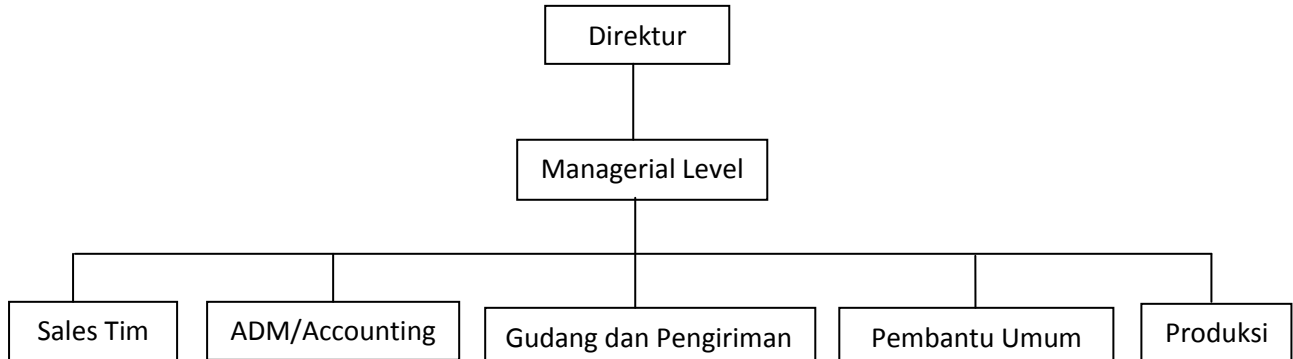 Direktur
Managerial Level
Sales Tim
ADM/Accounting
Gudang dan Pengiriman
Pembantu Umum
Produksi